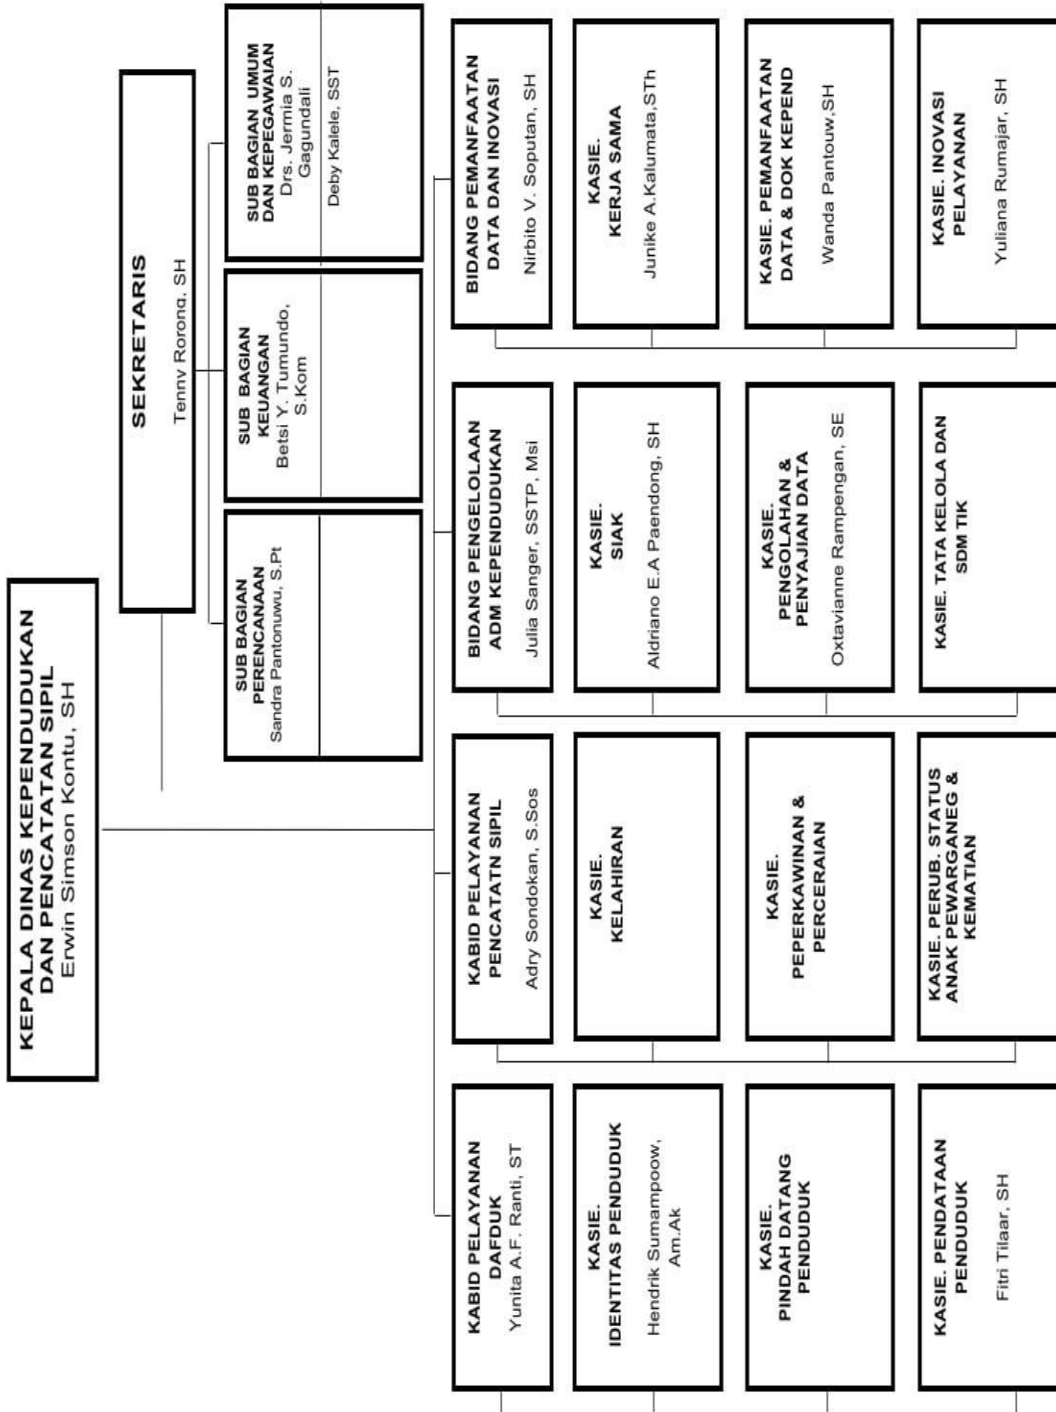 KEPALA DINAS KEPENDUDUKAN
DAN PENCATATAN SIPIL
Erwin Simson Kontu, SH
SEKRETARIS
Tenny Rorong, SH
SUB BAGIAN
PERENCANAAN
Sandra Pantonuwu, S.Pt
SUB BAGIAN
KEUANGAN
Betsi Y. Tumundo,
S.Kom
SUB BAGIAN UMUM
DAN KEPEGAWAIAN
Drs. Jermia S.
Gagundali
Deby Kalele, SST
KABID PELAYANAN
DAFDUK
Yunita A.F. Ranti, ST
KABID PELAYANAN
PENCATATN SIPIL
Adry Sondokan, S.Sos
BIDANG PENGELOLAAN
ADM KEPENDUDUKAN
Julia Sanger, SSTP, Msi
BIDANG PEMANFAATAN
DATA DAN INOVASI
Nirbito V. Soputan, SH
KASIE.
IDENTITAS PENDUDUK
Hendrik Sumampoow,
Am.Ak
KASIE.
KELAHIRAN
KASIE.
SIAK
Aldriano E.A Paendong, SH
KASIE.
KERJA SAMA
Junike A.Kalumata,STh
KASIE.
PINDAH DATANG
PENDUDUK
KASIE.
PEPERKAWINAN &
PERCERAIAN
KASIE.
PENGOLAHAN &
PENYAJIAN DATA
Oxtavianne Rampengan, SE
KASIE. PEMANFAATAN
DATA & DOK KEPEND
Wanda Pantouw,SH
KASIE. PENDATAAN
PENDUDUK
Fitri Tilaar, SH
KASIE. PERUB. STATUS
ANAK PEWARGANEG &
KEMATIAN
KASIE. TATA KELOLA DAN
SDM TIK
KASIE. INOVASI
PELAYANAN
Yuliana Rumajar, SH